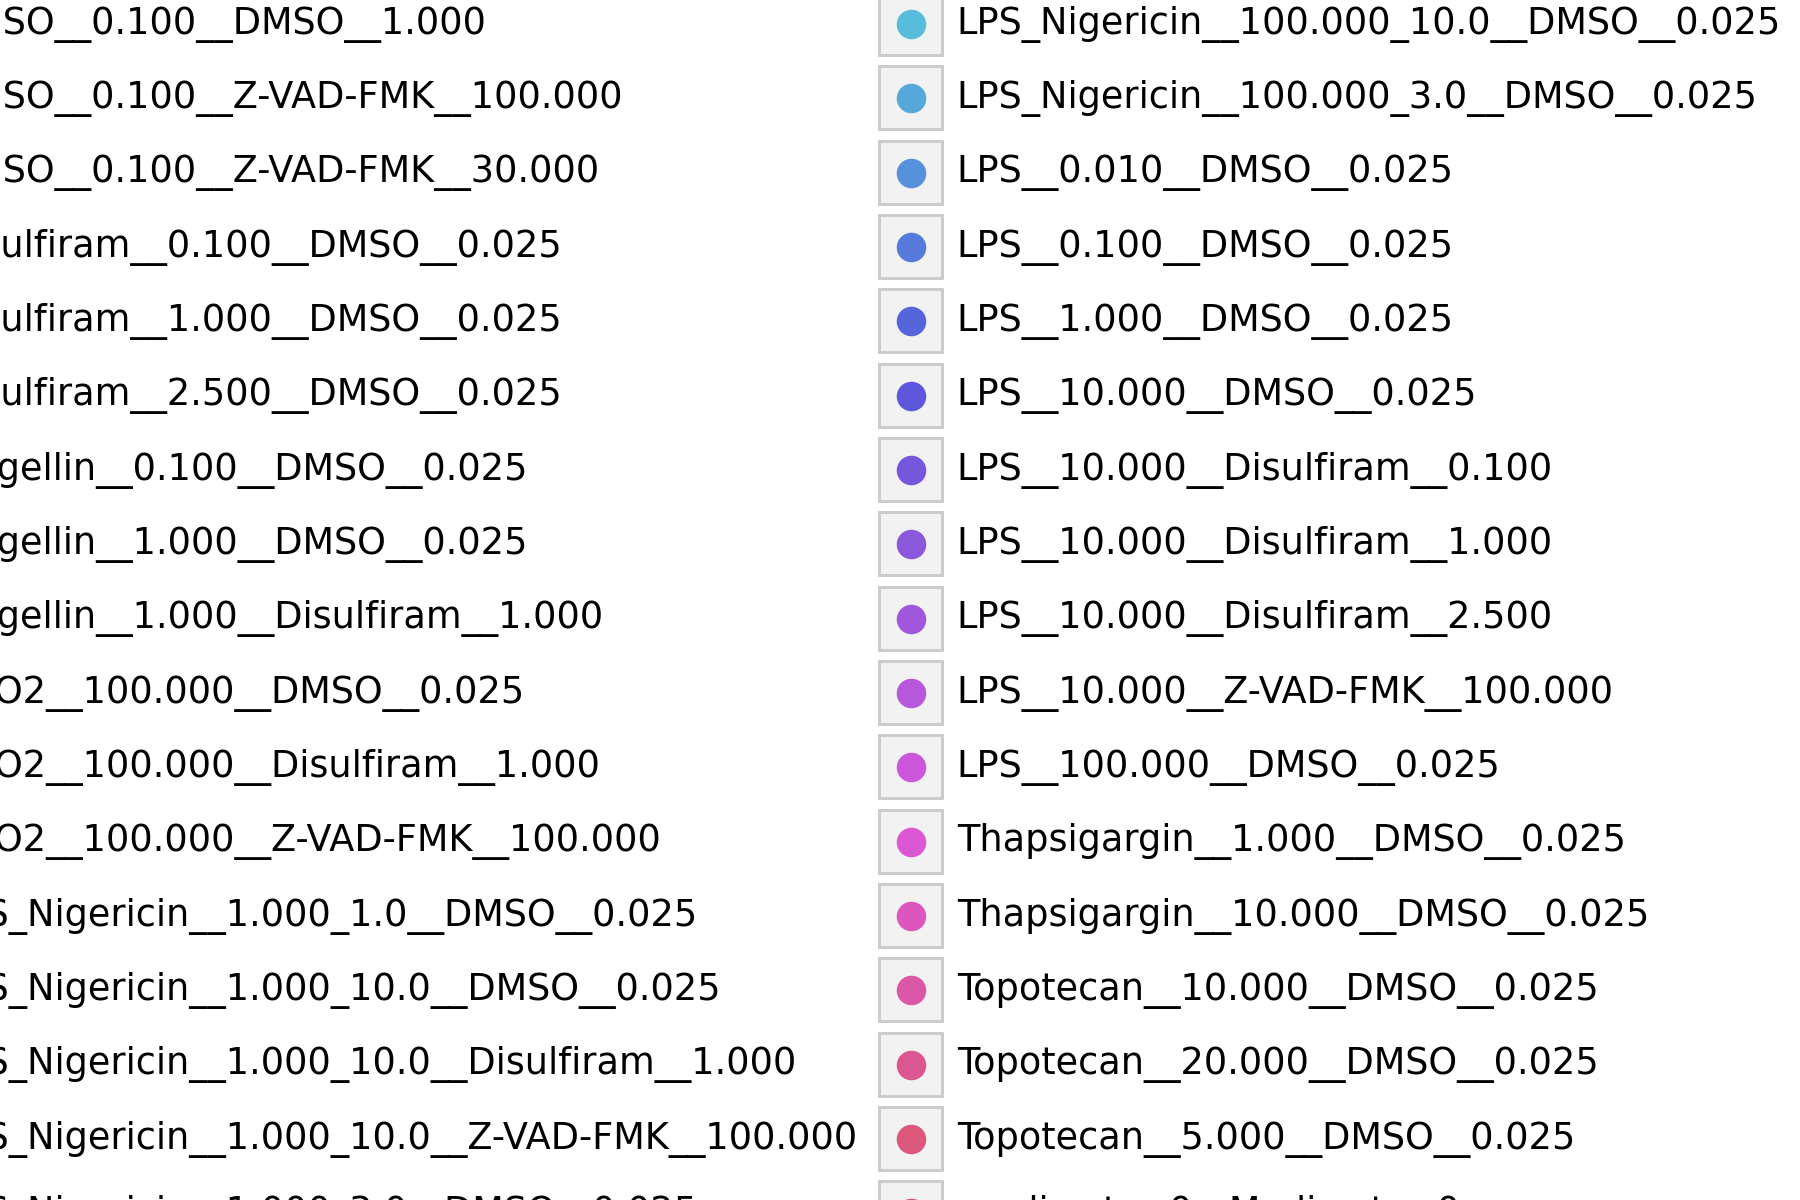 SO__0.100__DMSO__1.000
SO__0.100__Z-VAD-FMK__100.000
SO__0.100__Z-VAD-FMK__30.000
ulfiram__0.100__DMSO__0.025
ulfiram__1.000__DMSO__0.025
ulfiram__2.500__DMSO__0.025
gellin__0.100__DMSO__0.025
gellin__1.000__DMSO__0.025
gellin__1.000__Disulfiram__1.000
O2__100.000__DMSO__0.025
O2__100.000__Disulfiram__1.000
O2__100.000__Z-VAD-FMK__100.000
S_Nigericin__1.000_1.0__DMSO__0.025
S_Nigericin__1.000_10.0__DMSO__0.025
S_Nigericin__1.000_10.0__Disulfiram__1.000
S_Nigericin__1.000_10.0__Z-VAD-FMK__100.000
LPS_Nigericin__100.000_10.0__DMSO__0.025
LPS_Nigericin__100.000_3.0__DMSO__0.025
LPS__0.010__DMSO__0.025
LPS__0.100__DMSO__0.025
LPS__1.000__DMSO__0.025
LPS__10.000__DMSO__0.025
LPS__10.000__Disulfiram__0.100
LPS__10.000__Disulfiram__1.000
LPS__10.000__Disulfiram__2.500
LPS__10.000__Z-VAD-FMK__100.000
LPS__100.000__DMSO__0.025
Thapsigargin__1.000__DMSO__0.025
Thapsigargin__10.000__DMSO__0.025
Topotecan__10.000__DMSO__0.025
Topotecan__20.000__DMSO__0.025
Topotecan__5.000__DMSO__0.025